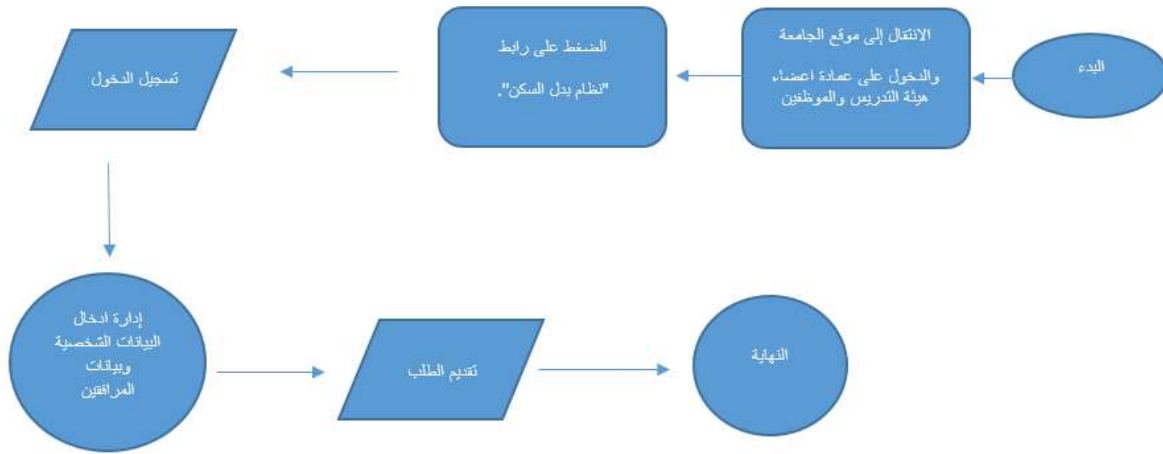 البدء
الانتقال إلى موقع الجامعة
والدخول على عمادة اعضاء
هيئة التدريس والموظفين
الضغط على رابط
"نظام بدل السكن".
تسجيل الدخول
إدارة ادخال
البيانات الشخصية
وبيانات
المرافقين
تقديم الطلب
النهاية